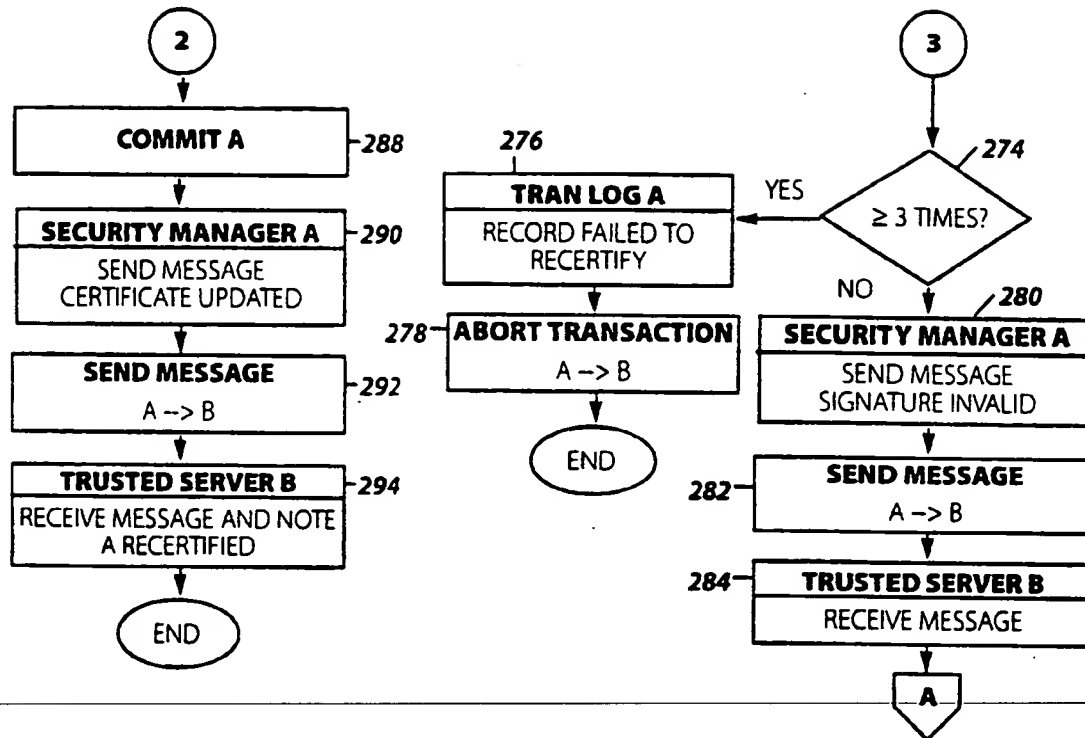 2
COMMIT A
288
SECURITY MANAGER A
290
SEND MESSAGE
CERTIFICATE UPDATED
SEND MESSAGE
292
A --> B
TRUSTED SERVER B
294
RECEIVE MESSAGE AND NOTE
A RECERTIFIED
END
3
274
≥ 3 TIMES?
YES
276
TRAN LOG A
RECORD FAILED TO
RECERTIFY
278
ABORT TRANSACTION
A --> B
END
NO
280
SECURITY MANAGER A
SEND MESSAGE
SIGNATURE INVALID
282
SEND MESSAGE
A --> B
284
TRUSTED SERVER B
RECEIVE MESSAGE
A